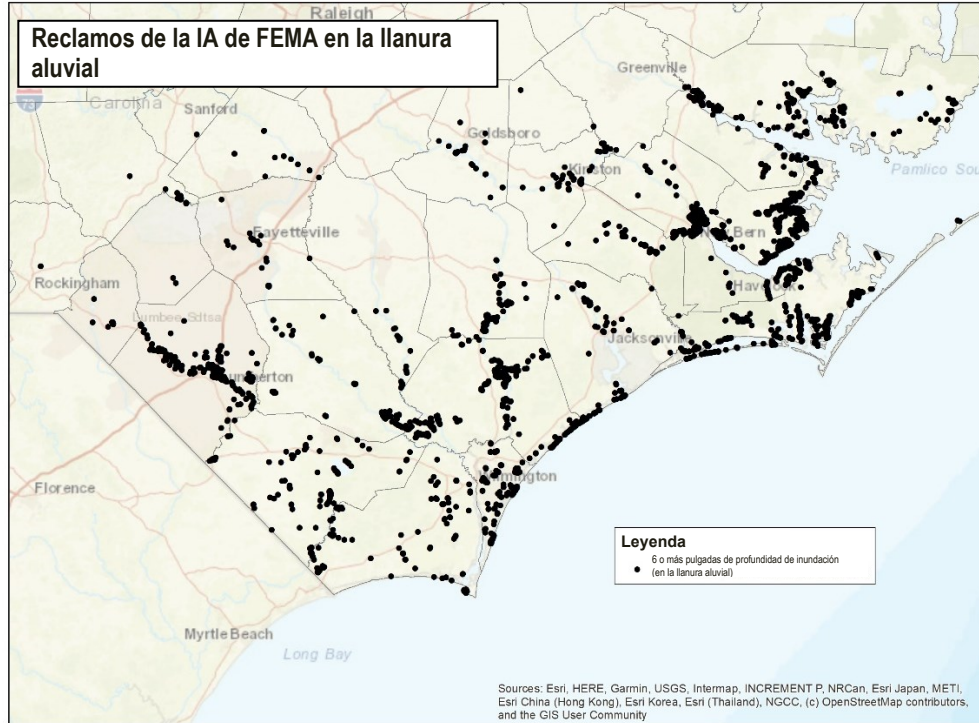 Raleigh
Reclamos de la IA de FEMA en la llanura
aluvial
Greenville
Carolina
Sanford
Goldsboro
Kinston
Pamlico Sou
Fayetteville
New Bern
Rockingham
Havelock
Lumbee Sdtsa
Jacksonville
Lumberton
Wilmington
Florence
Leyenda
6 o más pulgadas de profundidad de inundación
(en la llanura aluvial)
Myrtle Beach
Long Bay
Sources: Esri, HERE, Garmin, USGS, Intermap, INCREMENT P, NRCan, Esri Japan, METI,
Esri China (Hong Kong), Esri Korea, Esri (Thailand), NGCC, (c) OpenStreetMap contributors,
and the GIS User Community